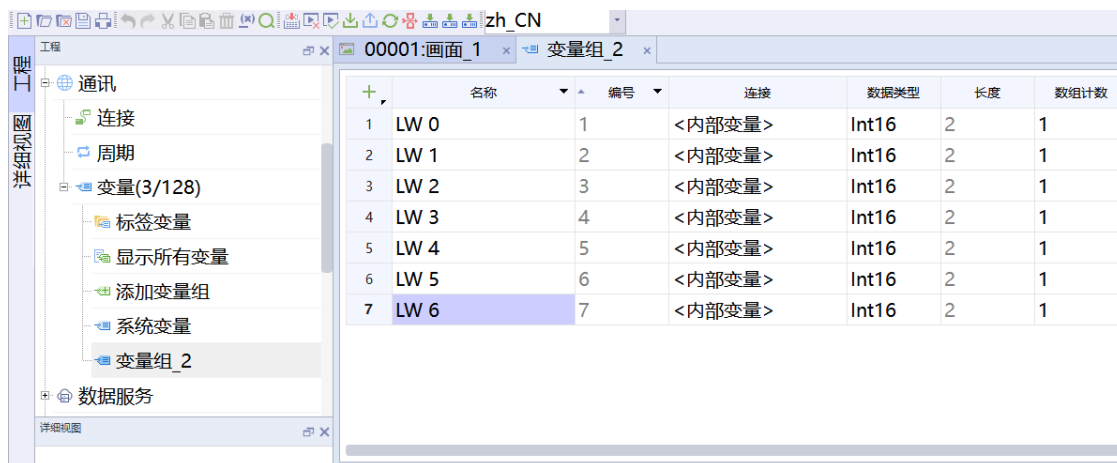 zh_CN
工程
详细视图
工程
通讯
连接
周期
变量(3/128)
标签变量
显示所有变量
添加变量组
系统变量
变量组_2
数据服务
详细视图
00001:画面_1 × 变量组_2 ×
名称 编号 连接 数据类型 长度 数组计数
1 LW 0 1 <内部变量> Int16 2 1
2 LW 1 2 <内部变量> Int16 2 1
3 LW 2 3 <内部变量> Int16 2 1
4 LW 3 4 <内部变量> Int16 2 1
5 LW 4 5 <内部变量> Int16 2 1
6 LW 5 6 <内部变量> Int16 2 1
7 LW 6 7 <内部变量> Int16 2 1